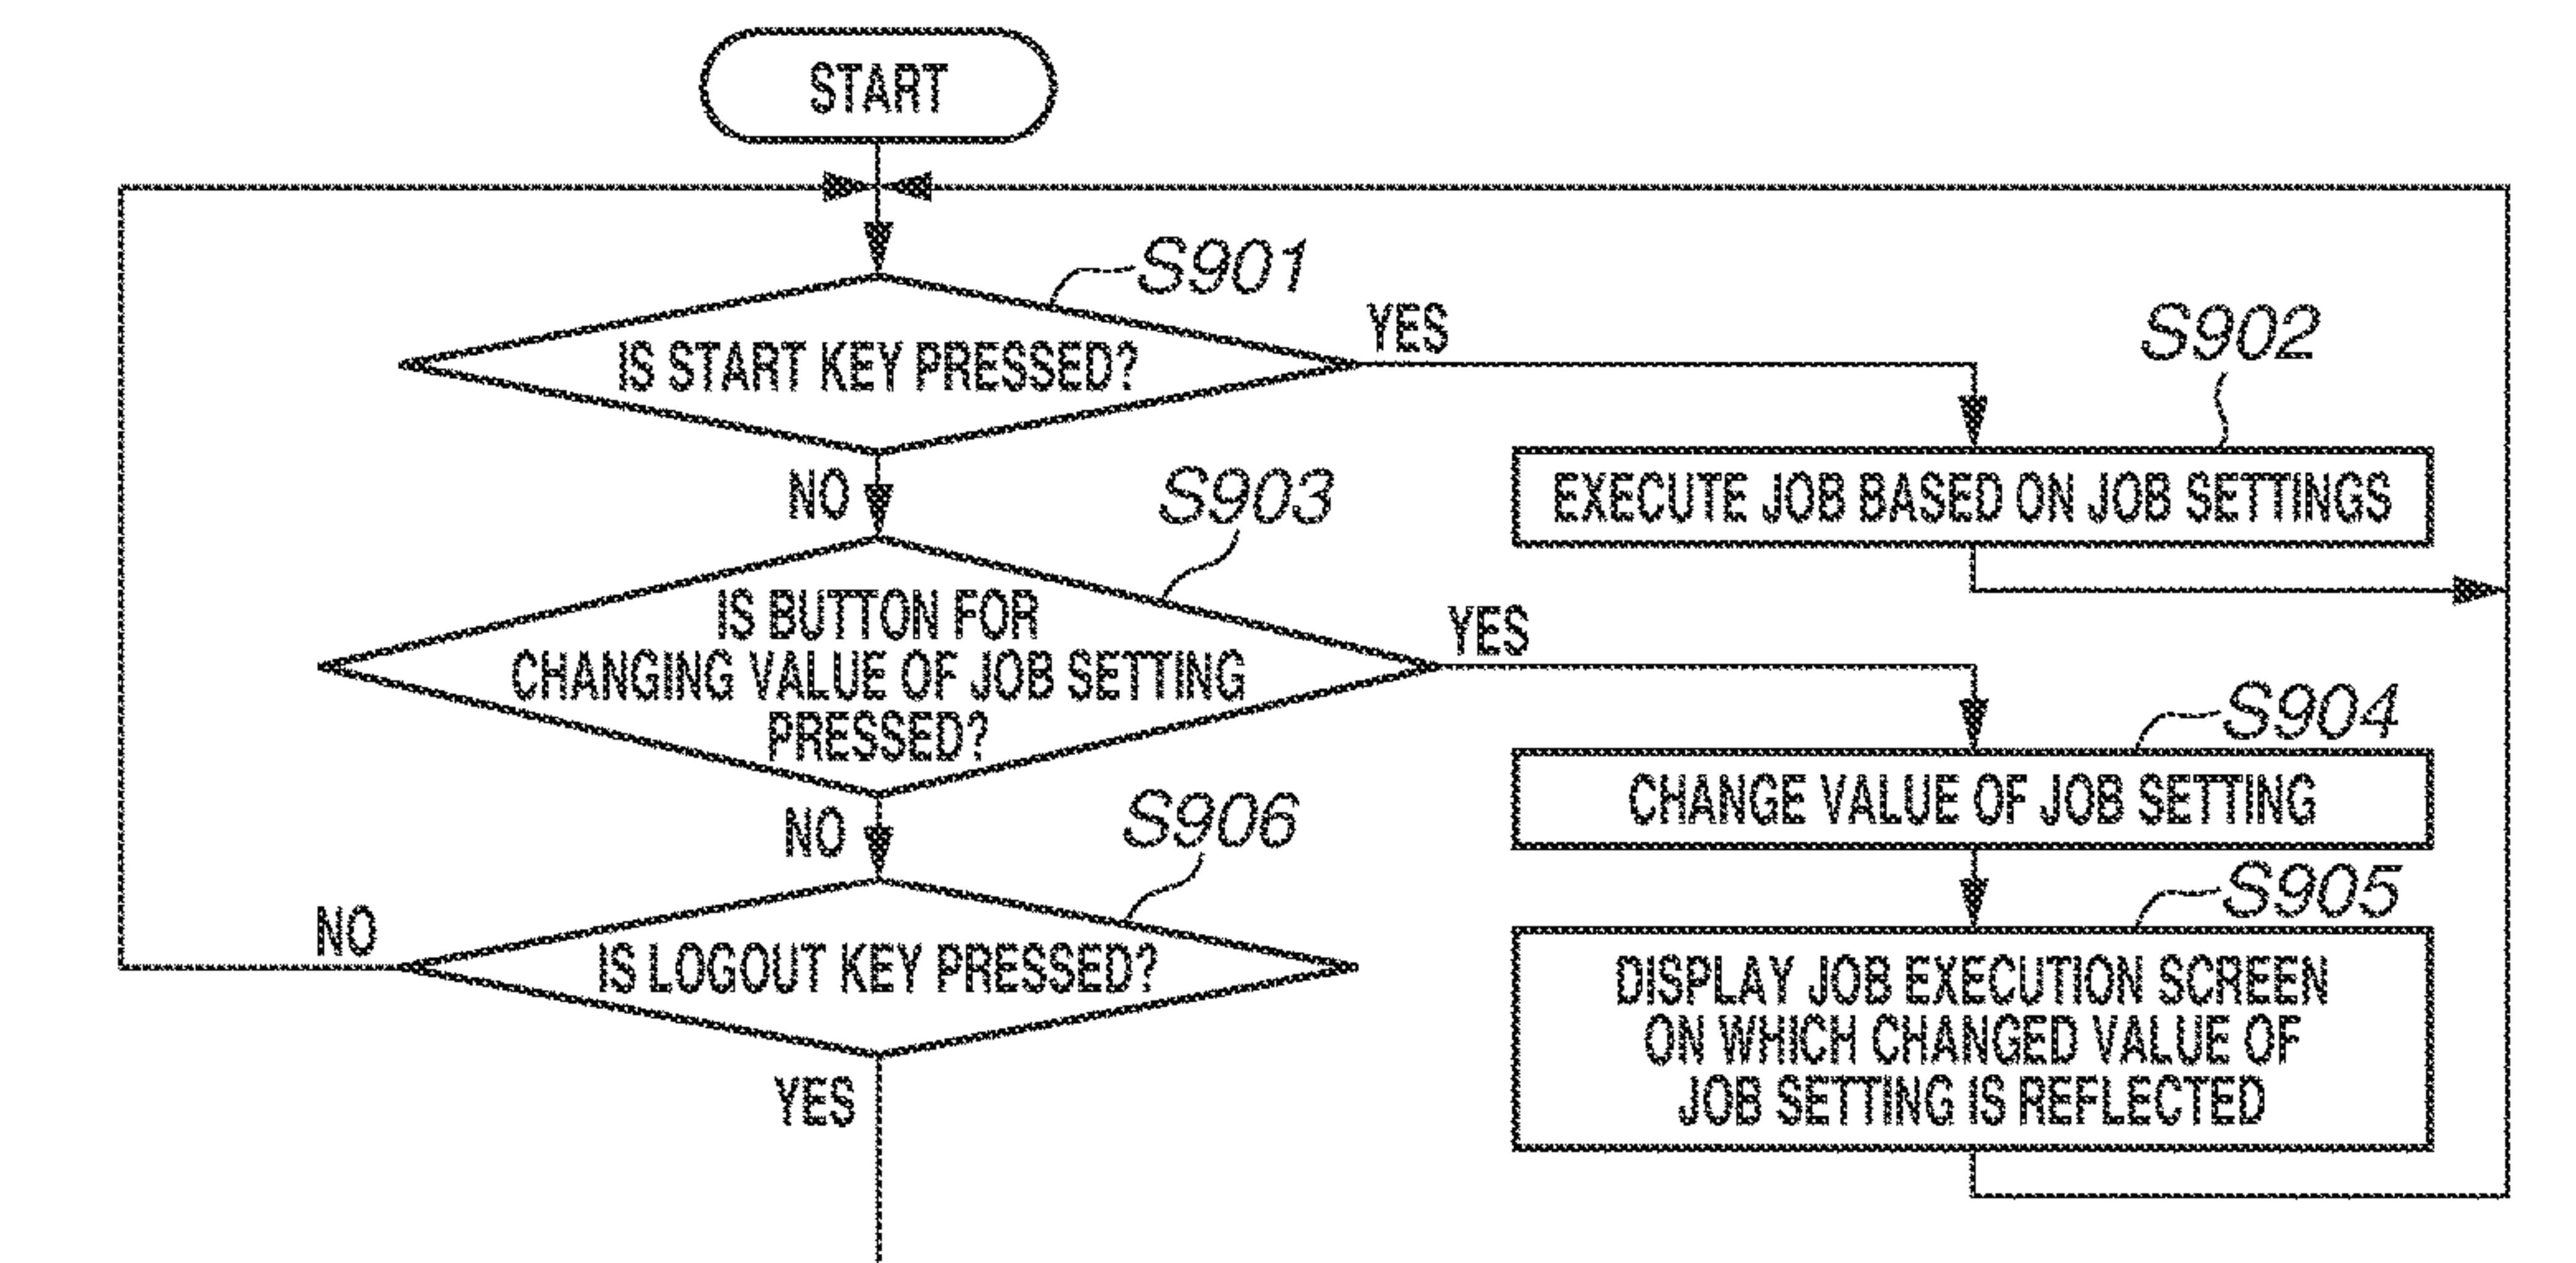 START
S901
IS START KEY PRESSED?
YES
S902
EXECUTE JOB BASED ON JOB SETTINGS
NO
S903
IS BUTTON FOR
CHANGING VALUE OF JOB SETTING
PRESSED?
YES
S904
CHANGE VALUE OF JOB SETTING
NO
S906
S905
NO
IS LOGOUT KEY PRESSED?
DISPLAY JOB EXECUTION SCREEN
ON WHICH CHANGED VALUE OF
JOB SETTING IS REFLECTED
YES